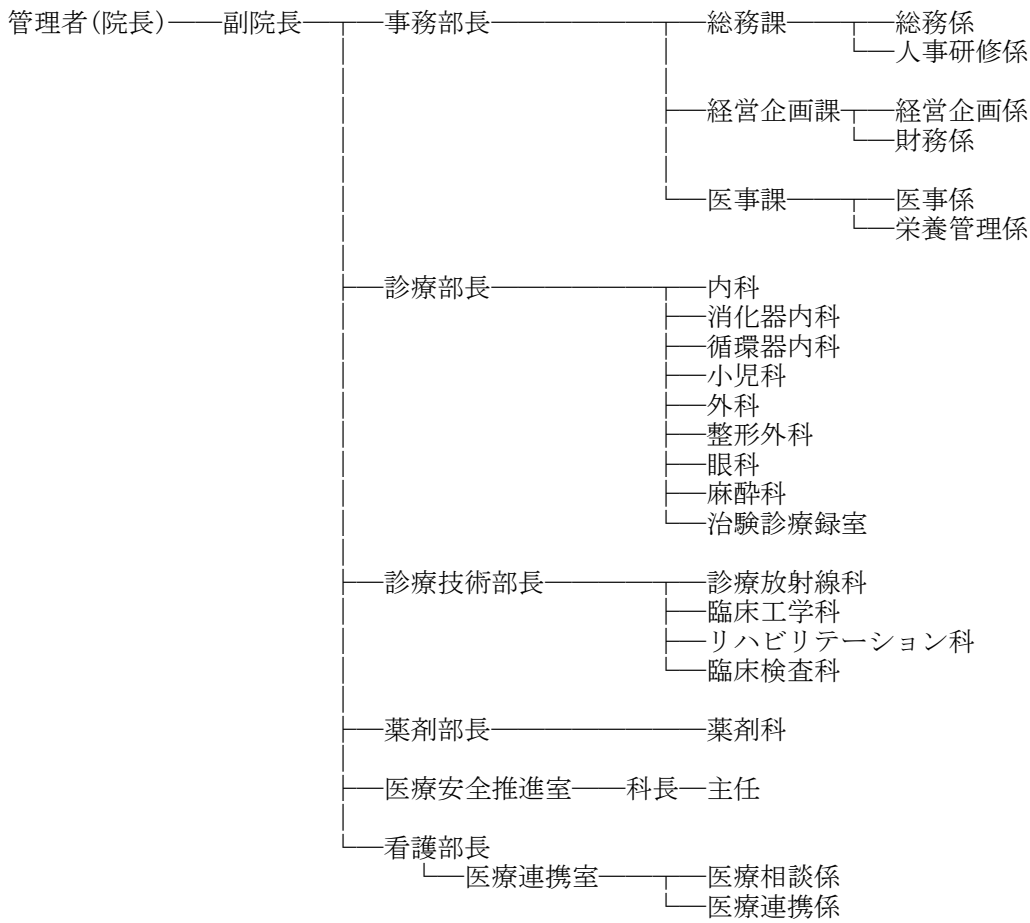 管理者(院長) 副院長 事務部長 総務課 総務係
人事研修係
経営企画課 経営企画係
財務係
医事課 医事係
栄養管理係
診療部長 内科
消化器内科
循環器内科
小児科
外科
整形外科
眼科
麻酔科
治験診療録室
診療技術部長 診療放射線科
臨床工学科
リハビリテーション科
臨床検査科
薬剤部長 薬剤科
医療安全推進室 科長 主任
看護部長
医療連携室 医療相談係
医療連携係